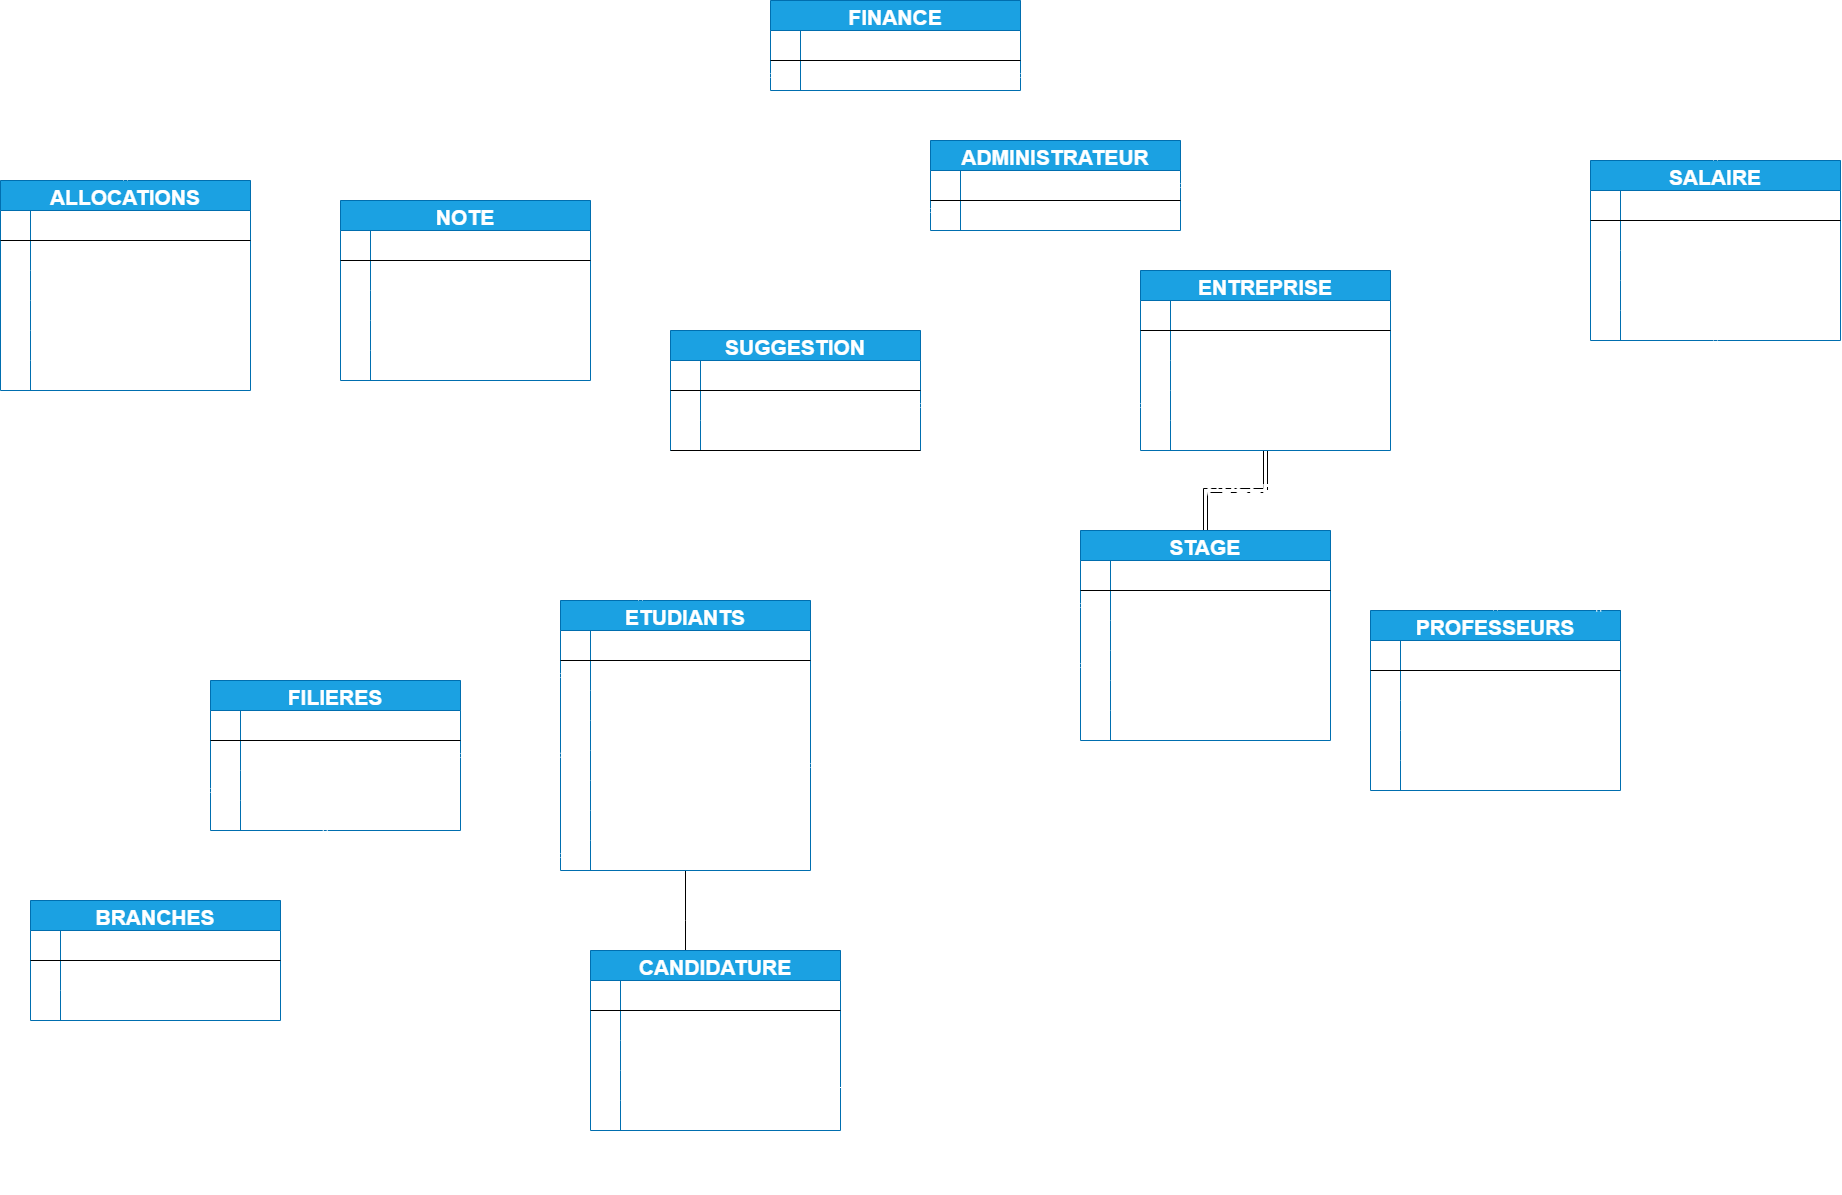 FINANCE
ADMINISTRATEUR
SALAIRE
ALLOCATIONS
NOTE
ENTREPRISE
SUGGESTION
STAGE
ETUDIANTS
PROFESSEURS
FILIERES
BRANCHES
CANDIDATURE